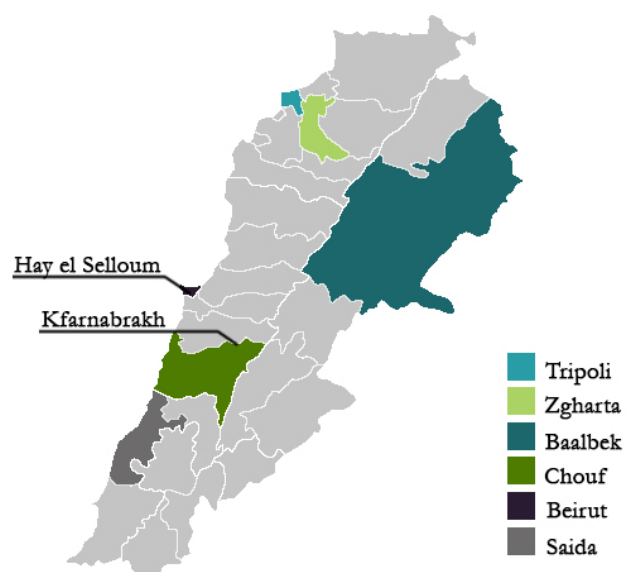 Hay el Selloum
Kfarnabrakh
Tripoli
Zgharta
Baalbek
Chouf
Beirut
Saida